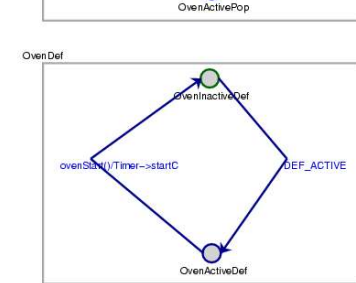 OvenActivePop
OvenDef
OvenInactiveDef
ovenStart()/Timer->startC
DEF_ACTIVE
OvenActiveDef